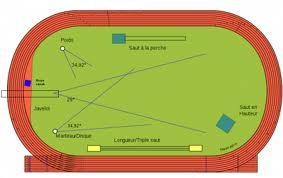 Poids
Saut à la perche
34,92°
Javelot
29°
Saut en
Hauteur
34,92°
Marteau/Disque
Longueur/Triple saut